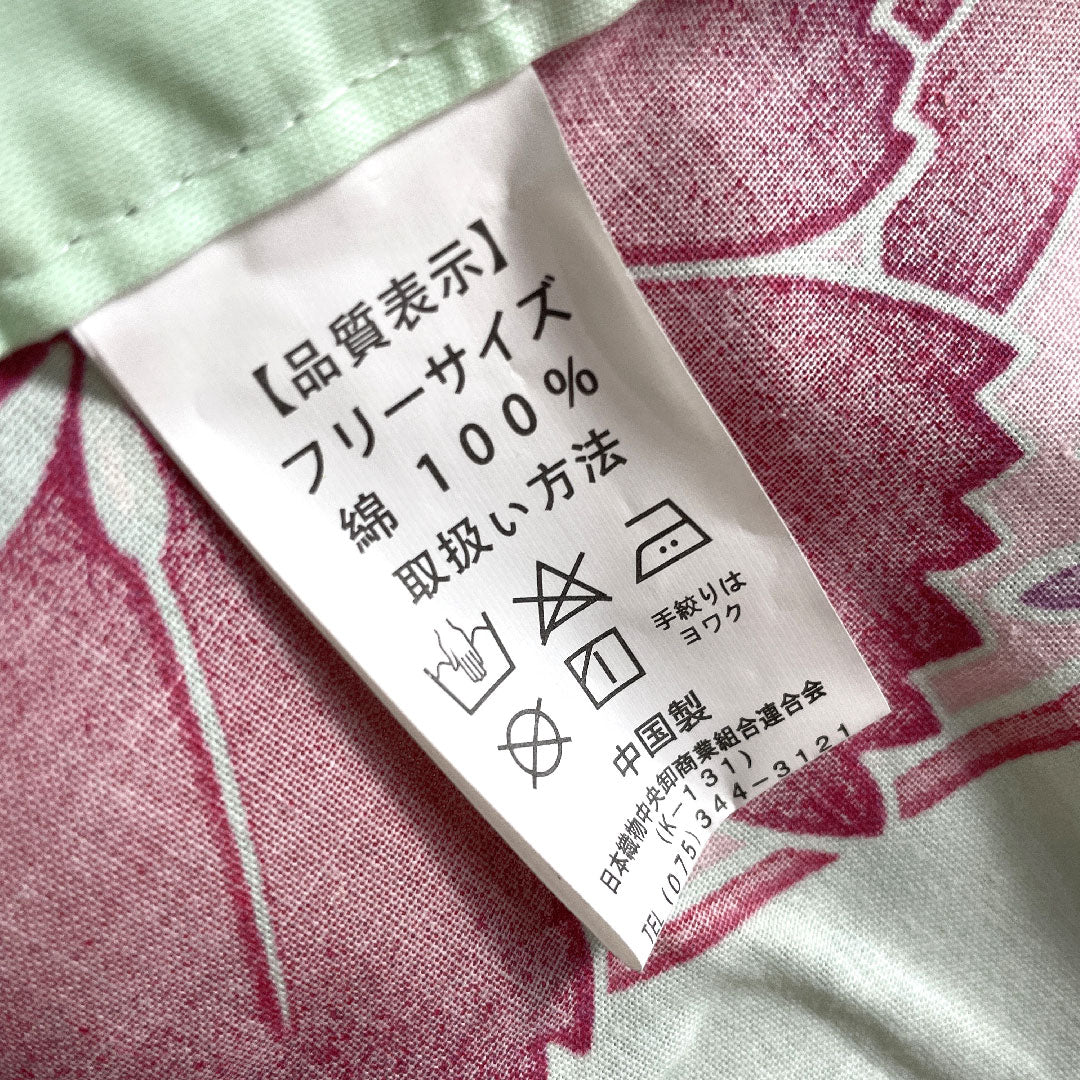 【品質表示】
フリーサイズ
綿 100%
取扱い方法
手絞りは
ヨワク
中国製
日本織物中央卸商業組合連合会
(K-131)
TEL (075) 344-3121